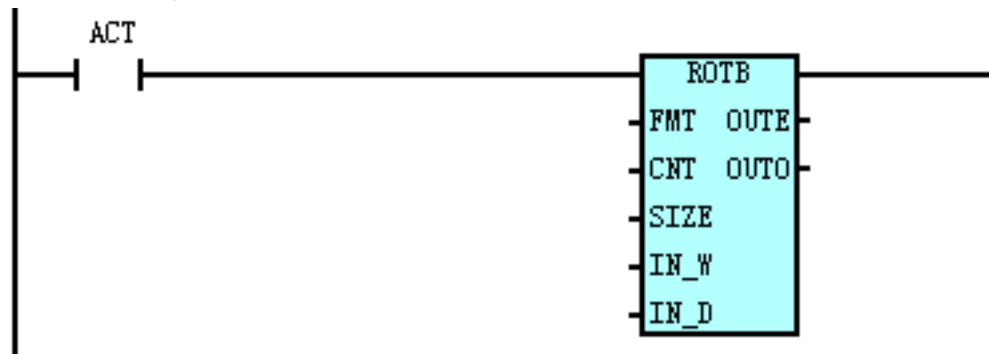 ACT
ROTB
FMT OUTE
CNT OUTO
SIZE
IN_W
IN_D